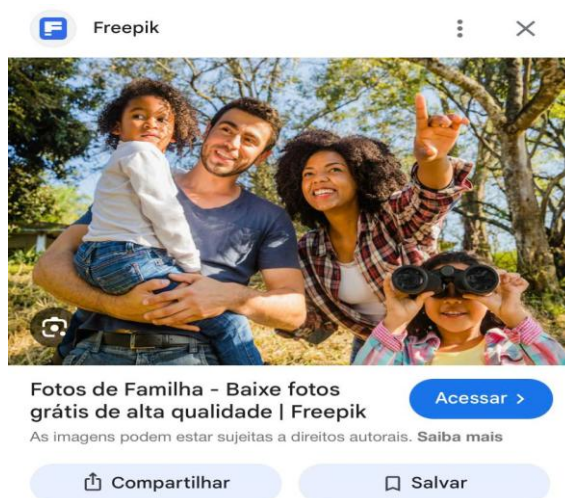 Freepik
Fotos de Familha - Baixe fotos
grátis de alta qualidade | Freepik
Acessar >
As imagens podem estar sujeitas a direitos autorais. Saiba mais
Compartilhar
Salvar